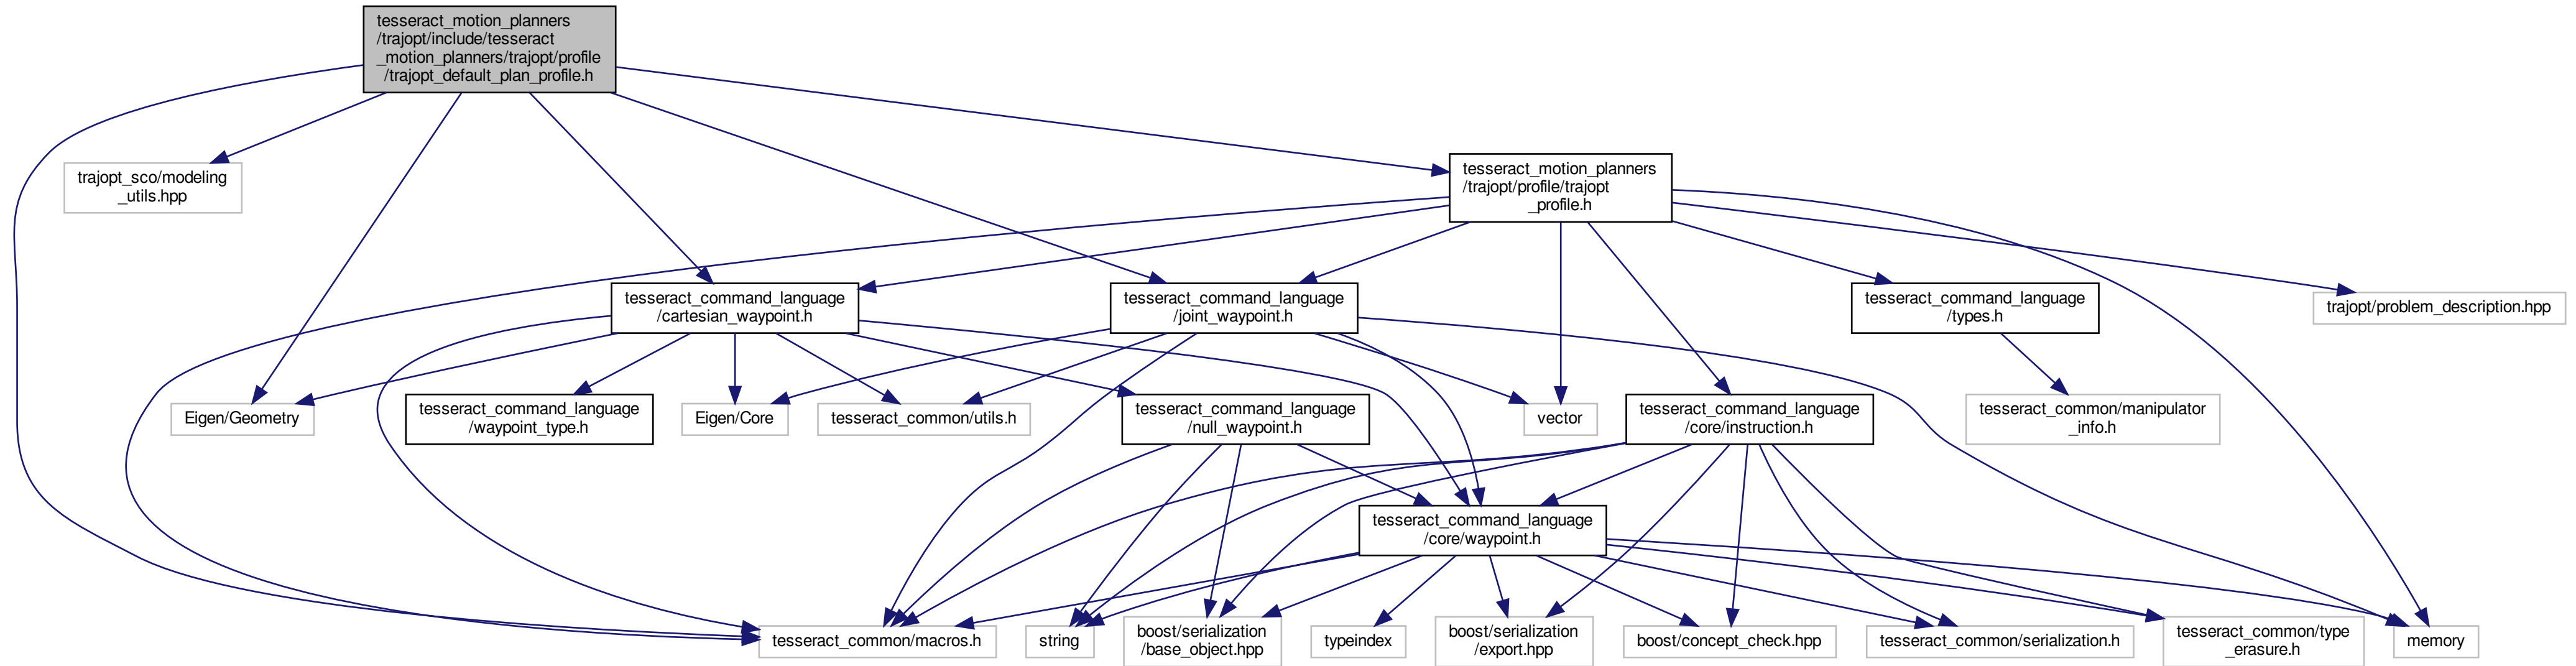 tesseract_motion_planners
/trajopt/include/tesseract
_motion_planners/trajopt/profile
/trajopt_default_plan_profile.h
trajopt_sco/modeling
_utils.hpp
tesseract_motion_planners
/trajopt/profile/trajopt
_profile.h
tesseract_command_language
/cartesian_waypoint.h
tesseract_command_language
/joint_waypoint.h
tesseract_command_language
/types.h
trajopt/problem_description.hpp
Eigen/Geometry
tesseract_command_language
/waypoint_type.h
Eigen/Core
tesseract_common/utils.h
tesseract_command_language
/null_waypoint.h
vector
tesseract_command_language
/core/instruction.h
tesseract_common/manipulator
_info.h
tesseract_command_language
/core/waypoint.h
tesseract_common/macros.h
string
boost/serialization
/base_object.hpp
typeindex
boost/serialization
/export.hpp
boost/concept_check.hpp
tesseract_common/serialization.h
tesseract_common/type
_erasure.h
memory